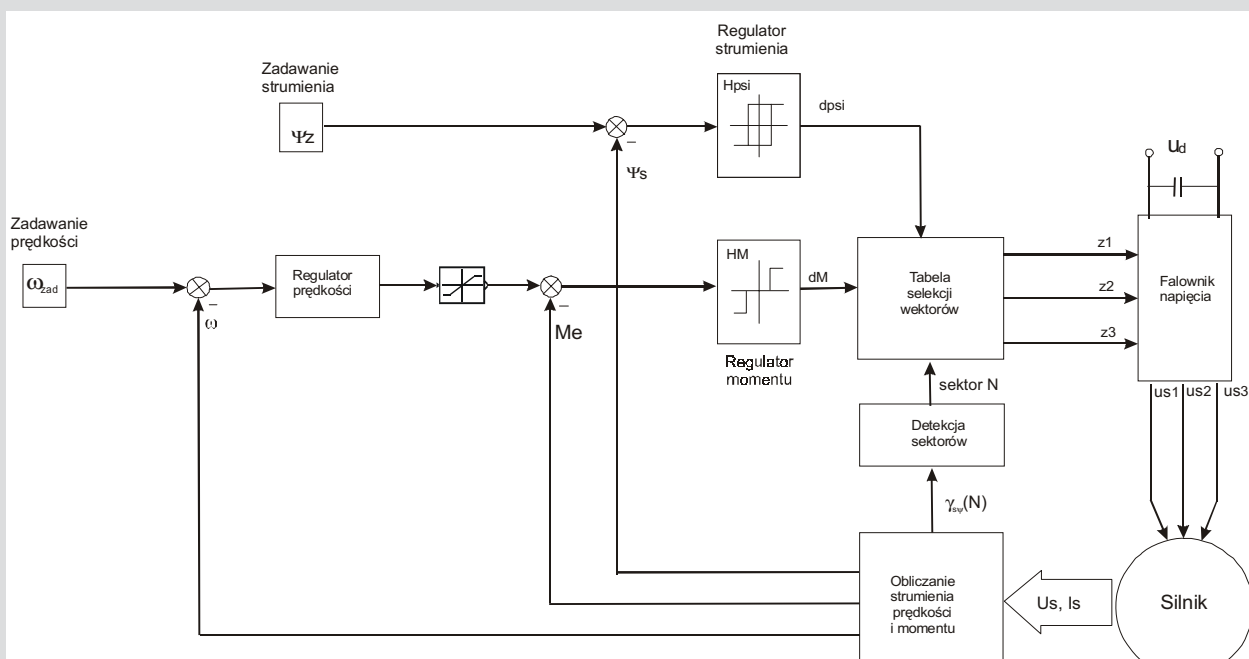 Regulator
strumienia
Zadawanie
strumienia
Hpsi
dpsi
Ψz
Ψs
ud
Zadawanie
prędkości
ωzad
ω
Regulator
prędkości
Me
HM
dM
Regulator
momentu
Tabela
selekcji
wektorów
z1
z2
z3
Falownik
napięcia
sektor N
us1 us2 us3
Detekcja
sektorów
γsψ(N)
Obliczanie
strumienia
prędkości
i momentu
Us, Is
Silnik